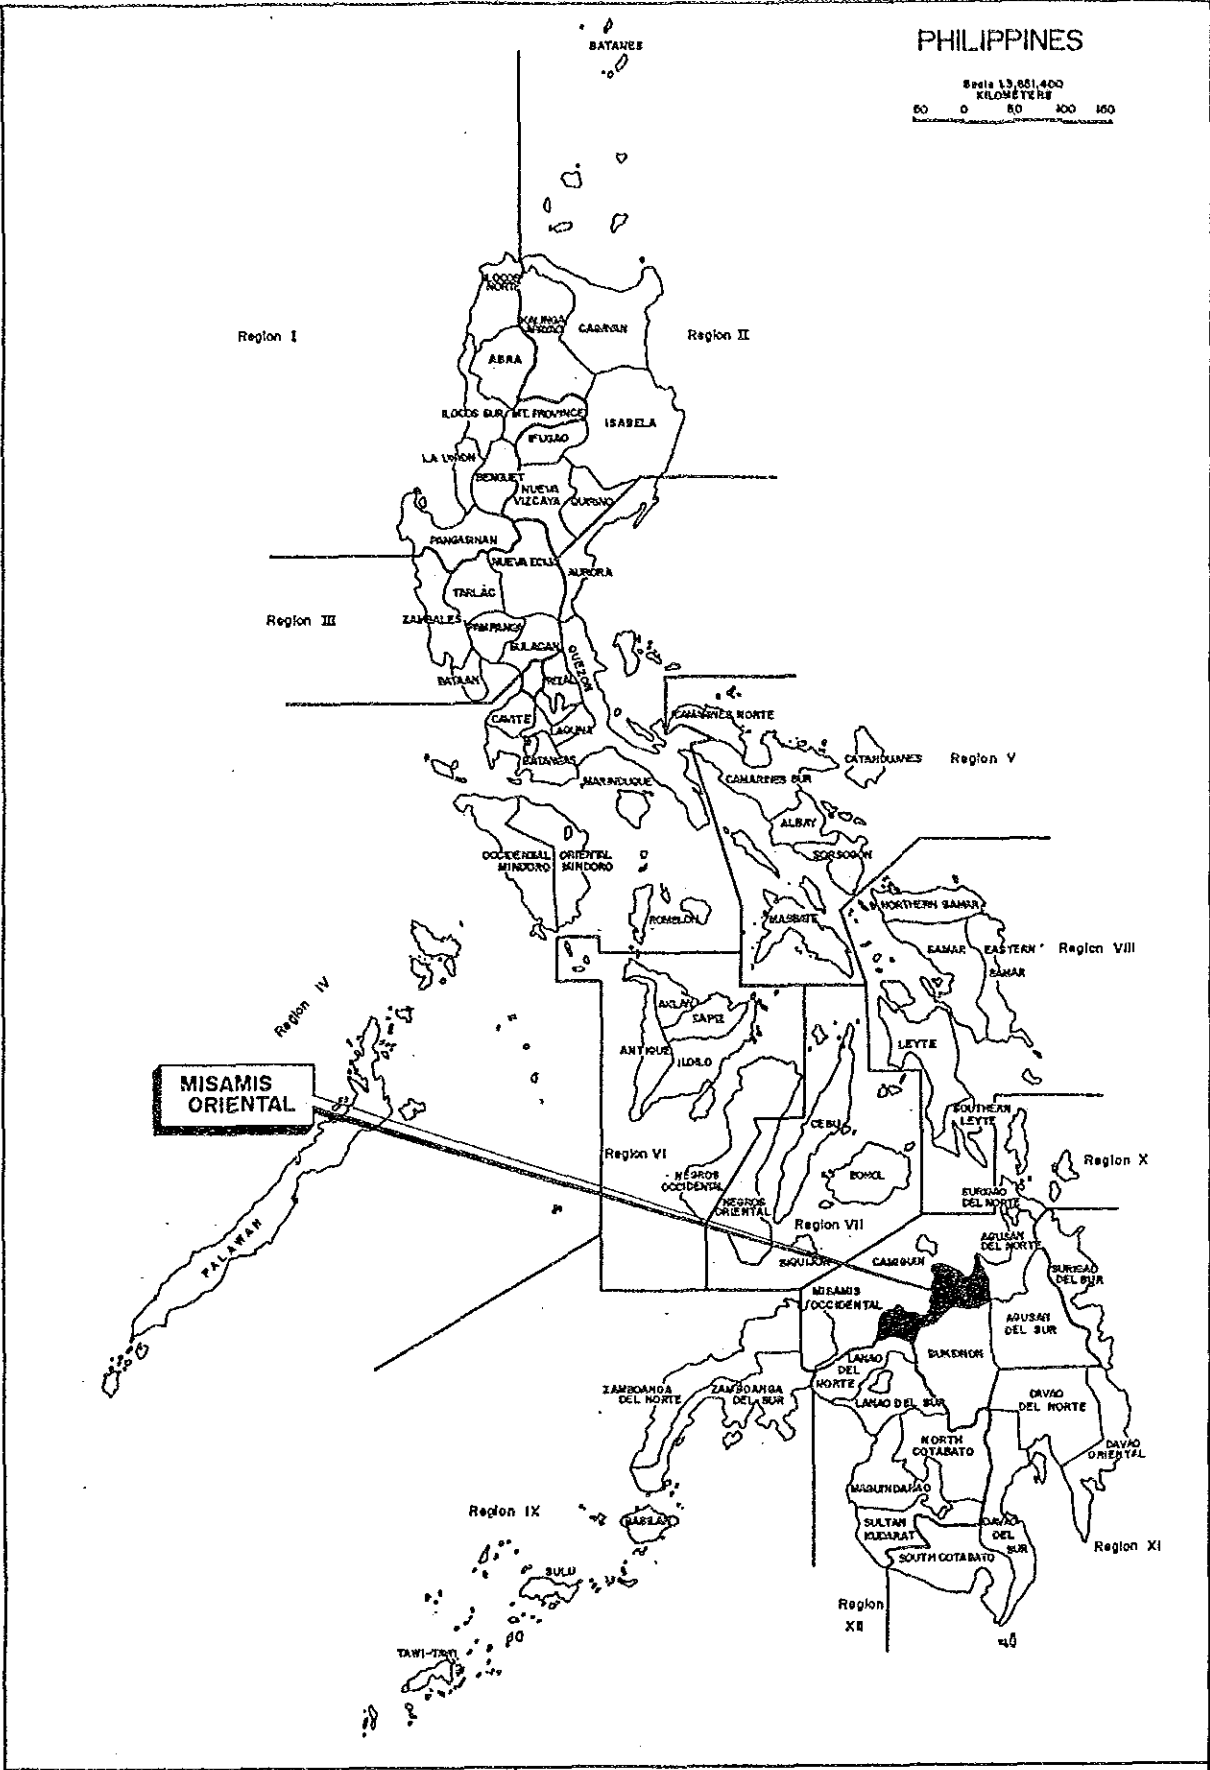 BATANES
PHILIPPINES
KILOMETERS
50 0 50 100 150
ILOCOS
NORTE
KALINGA
APAYAO
CAGAYAN
Region I
Region II
ABRA
ILOCOS SUR
MT. PROVINCE
ISABELA
IFUGAO
LA UNION
BENGUET
NUEVA
VIZCAYA
QUIRINO
PANGASINAN
NUEVA ECIJA
AURORA
TARLAC
Region III
ZAMBALES
PAMPANGA
BULACAN
QUEZON
BATAAN
RIZAL
CAVITE
LAGUNA
CAMARINES NORTE
BATANGAS
CATANDUANES
Region V
MARINDUQUE
CAMARINES SUR
ALBAY
OCCIDENTAL
MINDORO
ORIENTAL
MINDORO
SORSOGON
ROMBLON
MASBATE
NORTHERN SAMAR
SAMAR
EASTERN
SAMAR
Region VIII
Region IV
AKLAN
CAPIZ
ANTIQUE
ILOILO
LEYTE
MISAMIS
ORIENTAL
SOUTHERN
LEYTE
CEBU
Region VI
Region X
NEGROS
OCCIDENTAL
BOHOL
NEGROS
ORIENTAL
SURIGAO
DEL NORTE
Region VII
PALAWAN
AGUSAN
DEL NORTE
SIQUIJOR
CAMIGUIN
SURIGAO
DEL SUR
MISAMIS
OCCIDENTAL
AGUSAN
DEL SUR
BUKIDNON
LANAO
DEL
NORTE
ZAMBOANGA
DEL NORTE
ZAMBOANGA
DEL SUR
LANAO DEL SUR
DAVAO
DEL NORTE
NORTH
COTABATO
DAVAO
ORIENTAL
MAGUINDANAO
Region IX
BASILAN
SULTAN
KUDARAT
DAVAO
DEL
SUR
SOUTH COTABATO
Region XI
SULU
Region
XII
TAWI-TAWI